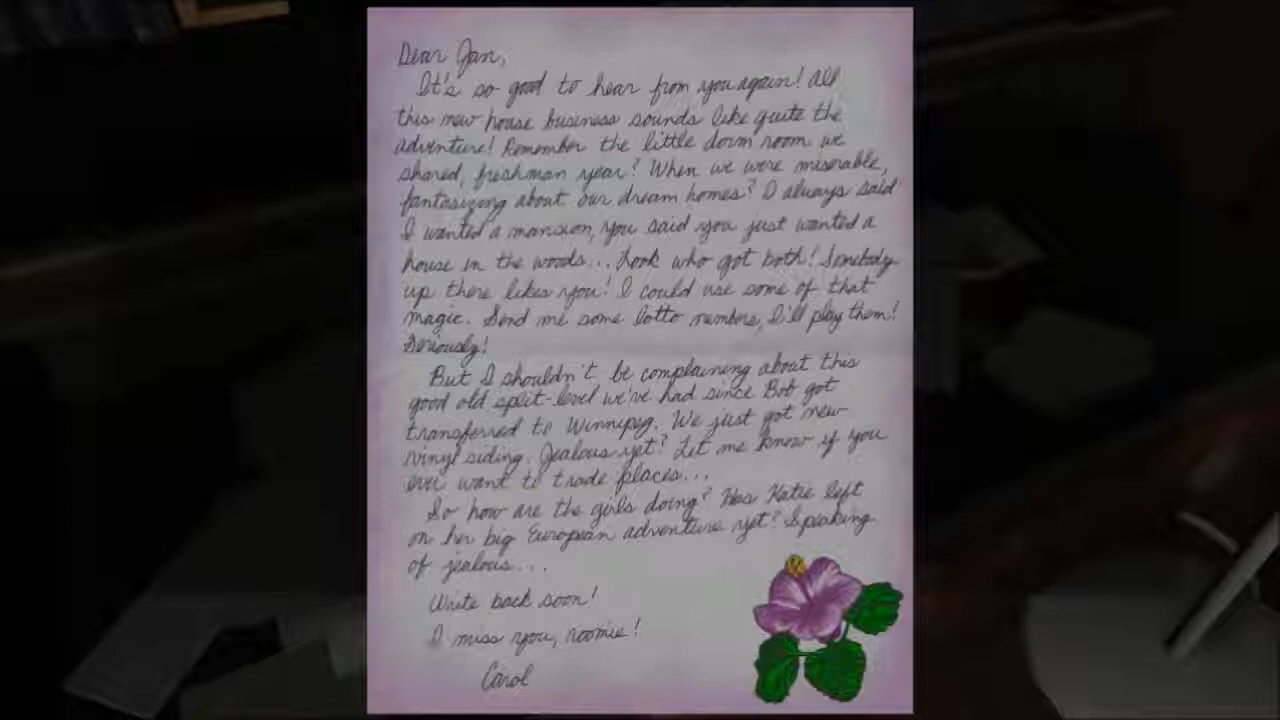 Dear Jan,
It's so good to hear from you again! All
this new house business sounds like quite the
adventure! Remember the little dorm room we
shared, freshman year? When we were miserable,
fantasizing about our dream homes? I always said
I wanted a mansion, you said you just wanted a
house in the woods... Look who got both! Somebody
up there likes you! I could use some of that
magic. Send me some lotto numbers, I'll play them!
Seriously!
But I shouldn't be complaining about this
good old split-level we've had since Bob got
transferred to Winnipeg. We just got new
vinyl siding. Jealous yet? Let me know if you
ever want to trade places...
So how are the girls doing? Has Katie left
on her big European adventure yet? Speaking
of jealous...
Write back soon!
I miss you, roomie!
Carol